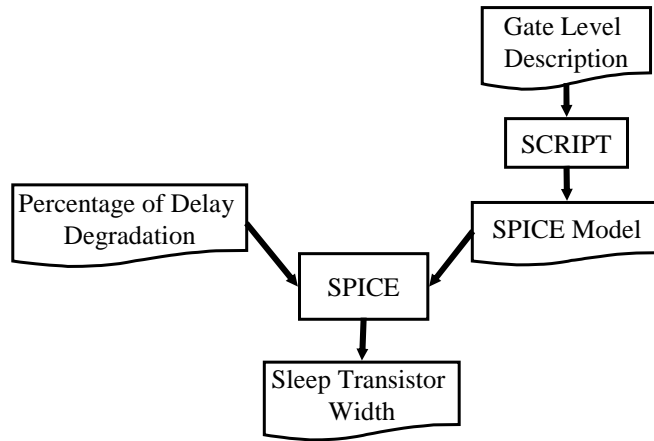 Gate Level
Description
SCRIPT
Percentage of Delay
Degradation
SPICE Model
SPICE
Sleep Transistor
Width